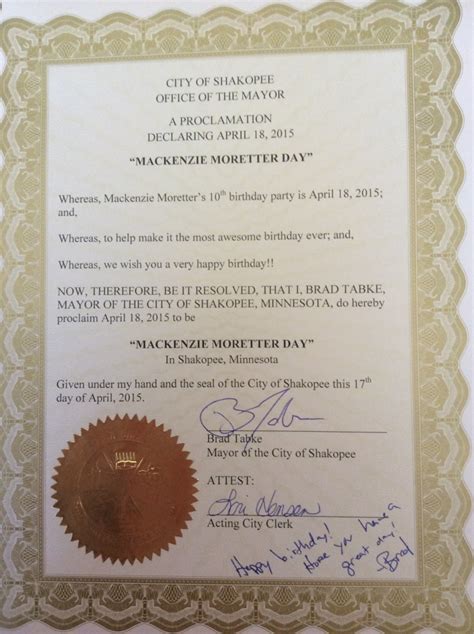 CITY OF SHAKOPEE
OFFICE OF THE MAYOR
A PROCLAMATION
DECLARING APRIL 18, 2015
“MACKENZIE MORETTER DAY”
Whereas, Mackenzie Moretter’s 10th birthday party is April 18, 2015;
and,
Whereas, to help make it the most awesome birthday ever; and,
Whereas, we wish you a very happy birthday!!
NOW, THEREFORE, BE IT RESOLVED, THAT I, BRAD TABKE,
MAYOR OF THE CITY OF SHAKOPEE, MINNESOTA, do hereby
proclaim April 18, 2015 to be
“MACKENZIE MORETTER DAY”
In Shakopee, Minnesota
Given under my hand and the seal of the City of Shakopee this 17th
day of April, 2015.
Brad Tabke
Mayor of the City of Shakopee
ATTEST:
Lori Hensen
Acting City Clerk
Happy birthday!
Hope you have a
great day!
-Brad